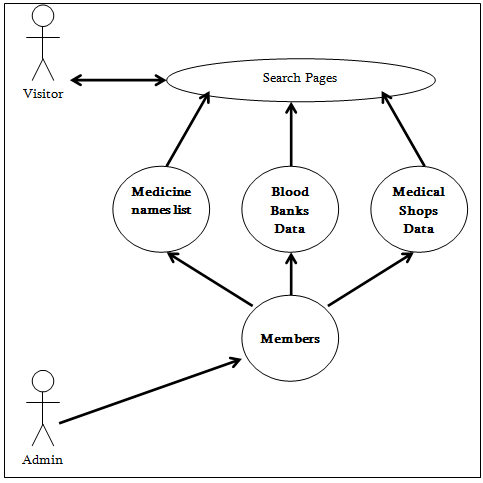 Visitor
Search Pages
Medicine
names list
Blood
Banks
Data
Medical
Shops
Data
Members
Admin